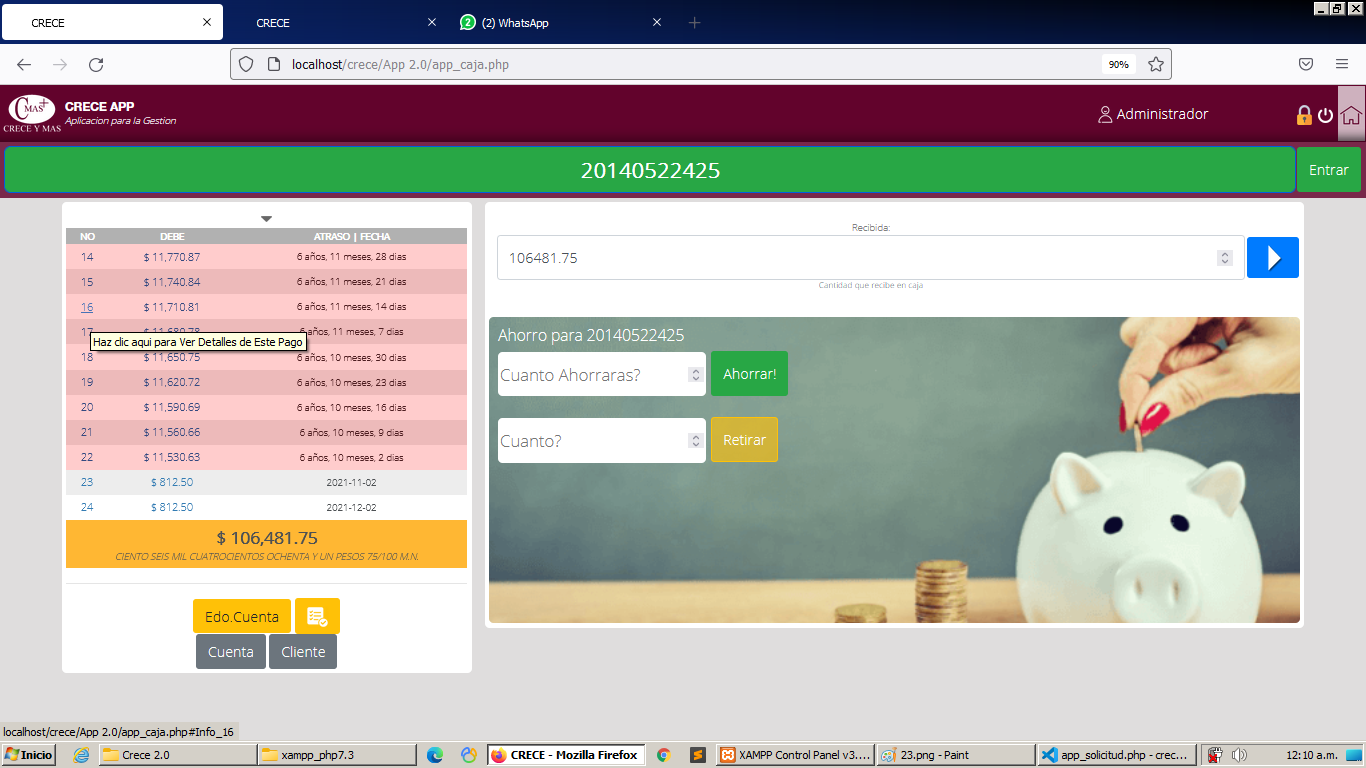 CRECE
CRECE
2 (2) WhatsApp
localhost/crece/App 2.0/app_caja.php
90%
CMAS+
CRECE Y MAS
CRECE APP
Aplicacion para la Gestion
Administrador
20140522425
Entrar
NO DEBE ATRASO | FECHA
14 $ 11,770.87 6 años, 11 meses, 28 dias
15 $ 11,740.84 6 años, 11 meses, 21 dias
16 $ 11,710.81 6 años, 11 meses, 14 dias
17 $ 11,680.78 6 años, 11 meses, 7 dias
Haz clic aqui para Ver Detalles de Este Pago
18 $ 11,650.75 6 años, 10 meses, 30 dias
19 $ 11,620.72 6 años, 10 meses, 23 dias
20 $ 11,590.69 6 años, 10 meses, 16 dias
21 $ 11,560.66 6 años, 10 meses, 9 dias
22 $ 11,530.63 6 años, 10 meses, 2 dias
23 $ 812.50 2021-11-02
24 $ 812.50 2021-12-02
$ 106,481.75
CIENTO SEIS MIL CUATROCIENTOS OCHENTA Y UN PESOS 75/100 M.N.
Edo.Cuenta
Cuenta
Cliente
Recibida:
106481.75
Cantidad que recibe en caja
Ahorro para 20140522425
Cuanto Ahorraras?
Ahorrar!
Cuanto?
Retirar
localhost/crece/App 2.0/app_caja.php#Info_16
Inicio
Crece 2.0
xampp_php7.3
CRECE - Mozilla Firefox
XAMPP Control Panel v3....
23.png - Paint
app_solicitud.php - crec...
12:10 a.m.